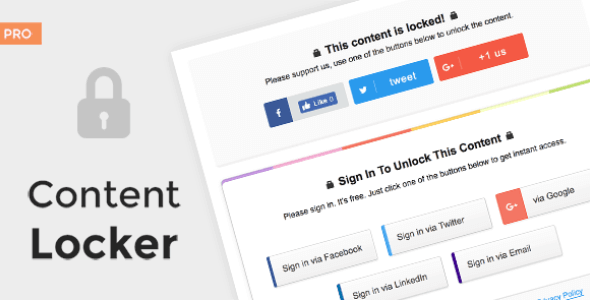 PRO
Content
Locker
This content is locked!
Please support us, use one of the buttons below to unlock the content.
f
Like 0
tweet
G+
+1 us
Sign In To Unlock This Content
Please sign in. It's free. Just click one of the buttons below to get instant access.
Sign in via Facebook
Sign in via Twitter
G+
via Google
Sign in via LinkedIn
Sign in via Email
Privacy Policy